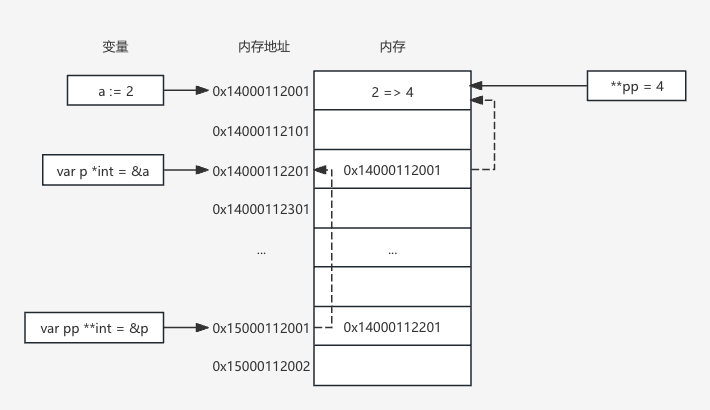 变量 内存地址 内存
a := 2 0x14000112001 2 => 4 **pp = 4
0x14000112101
var p *int = &a 0x14000112201 0x14000112001
0x14000112301
... ...
var pp **int = &p 0x15000112001 0x14000112201
0x15000112002